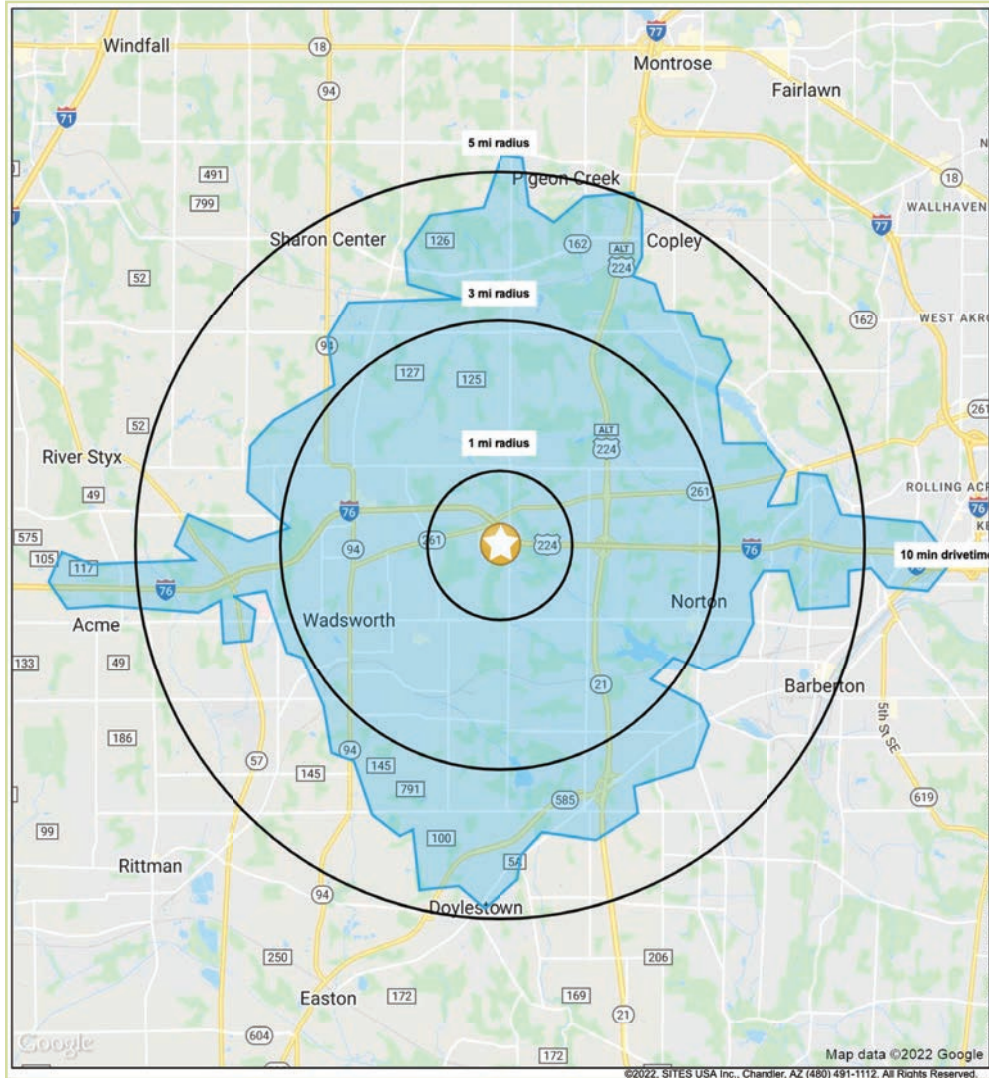 77
Windfall
18
Montrose
94
Fairlawn
71
5 mi radius
491
Pigeon Creek
18
799
WALLHAVEN
77
Sharon Center
126
162
Copley
ALT
224
52
3 mi radius
162
WEST AKRO
94
127
125
261
52
ALT
224
1 mi radius
River Styx
49
261
ROLLING ACR
76
76
575
261
224
94
76
10 min drivetime
105
117
76
Norton
Acme
Wadsworth
133
49
Barberton
21
5th St SE
186
94
57
145
145
791
585
619
99
100
Rittman
5A
94
Doylestown
250
206
Easton
172
169
21
604
172
Google
Map data ©2022 Google
©2022, SITES USA Inc., Chandler, AZ (480) 491-1112. All Rights Reserved.